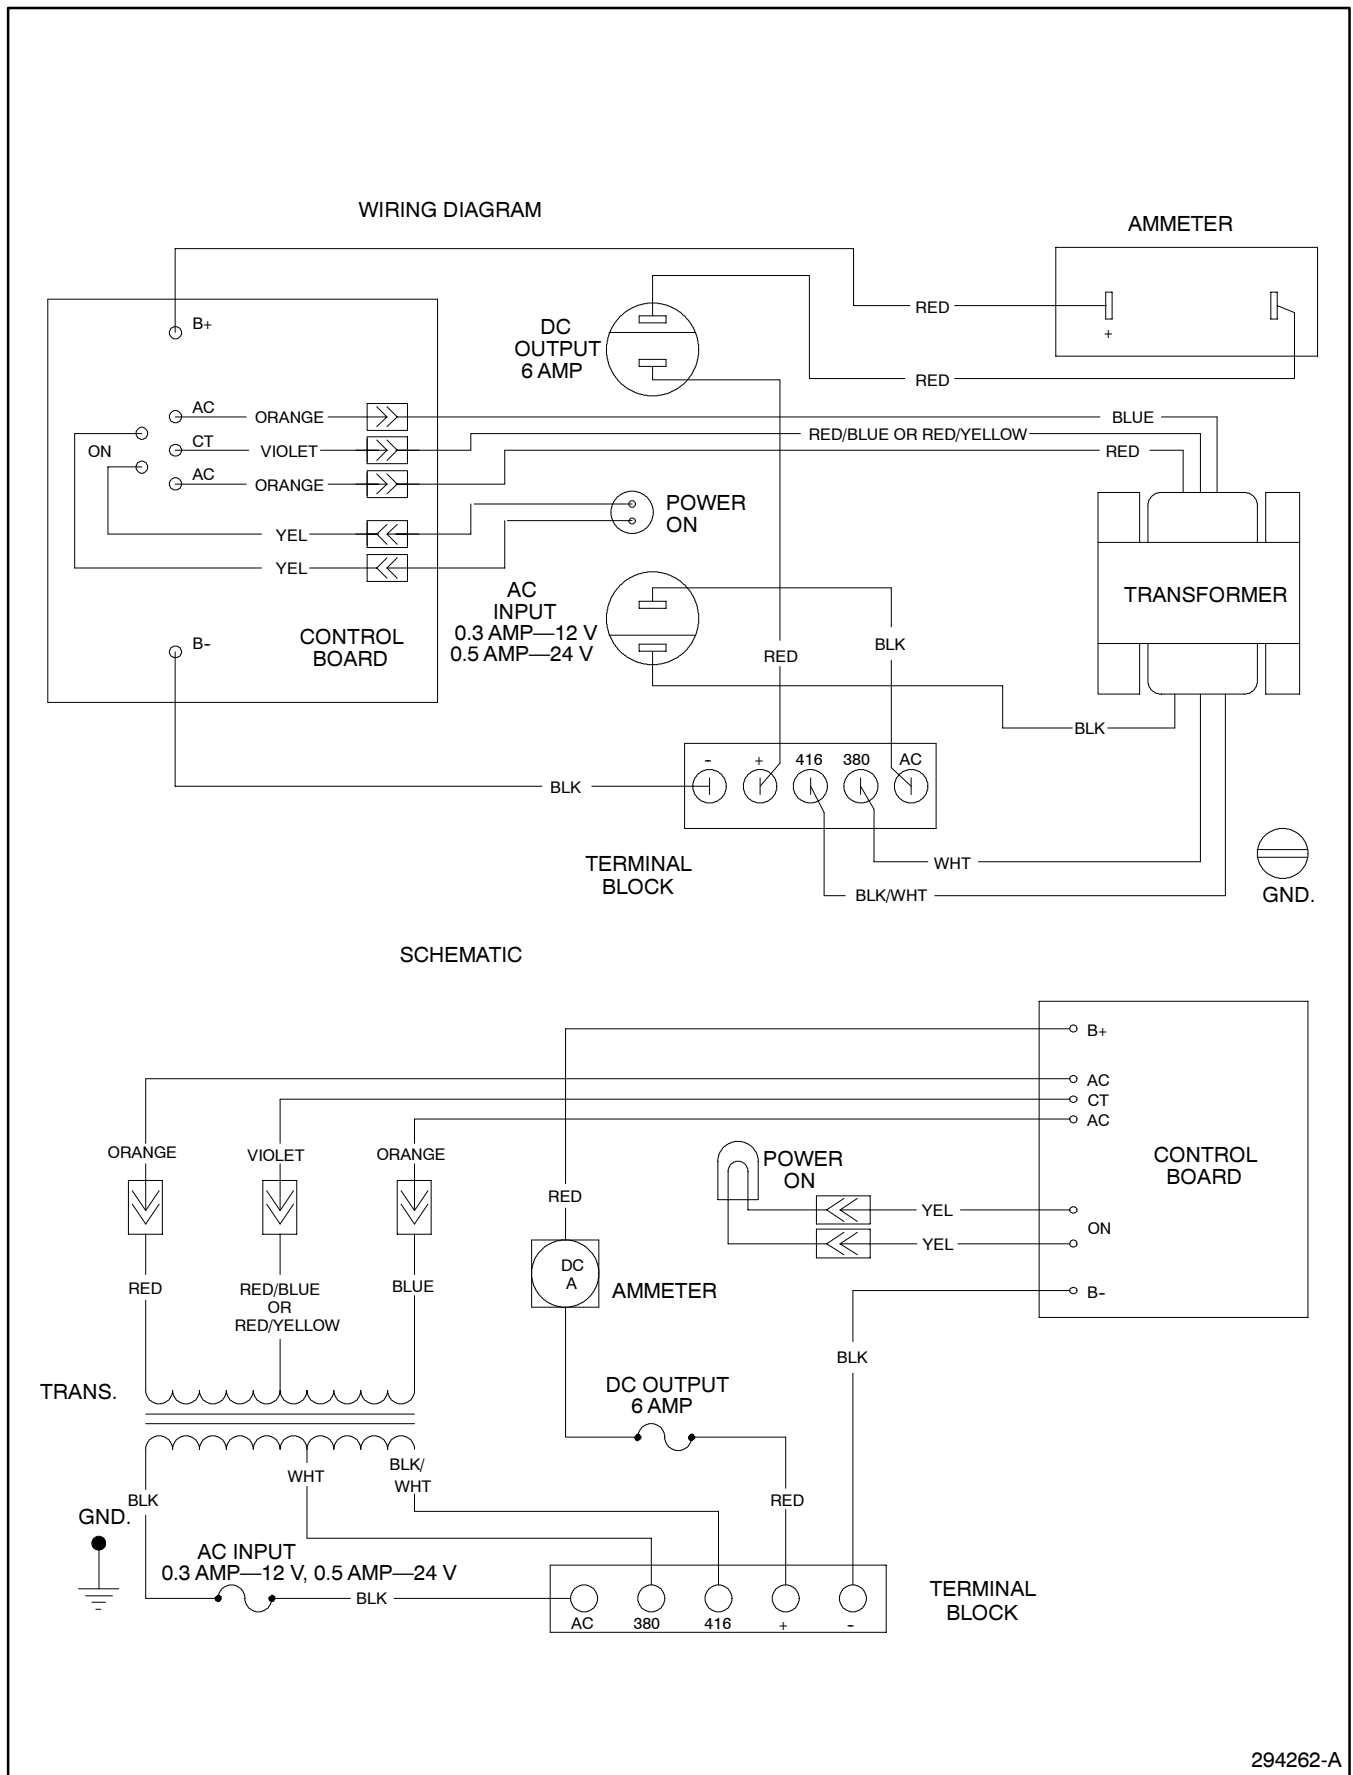 WIRING DIAGRAM
AMMETER
B+
DC
OUTPUT
6 AMP
RED
+
RED
AC
ORANGE
BLUE
ON
CT
VIOLET
RED/BLUE OR RED/YELLOW
RED
AC
ORANGE
POWER
ON
YEL
YEL
AC
INPUT
0.3 AMP—12 V
0.5 AMP—24 V
TRANSFORMER
CONTROL
BOARD
B-
RED
BLK
BLK
- + 416 380 AC
BLK
TERMINAL
BLOCK
WHT
BLK/WHT
GND.
SCHEMATIC
B+
AC
CT
AC
ORANGE
VIOLET
ORANGE
POWER
ON
CONTROL
BOARD
RED
YEL
ON
YEL
DC
A
AMMETER
RED
RED/BLUE
OR
RED/YELLOW
BLUE
B-
BLK
TRANS.
DC OUTPUT
6 AMP
WHT
BLK/
WHT
BLK
RED
GND.
AC INPUT
0.3 AMP—12 V, 0.5 AMP—24 V
BLK
AC 380 416 + -
TERMINAL
BLOCK
294262-A